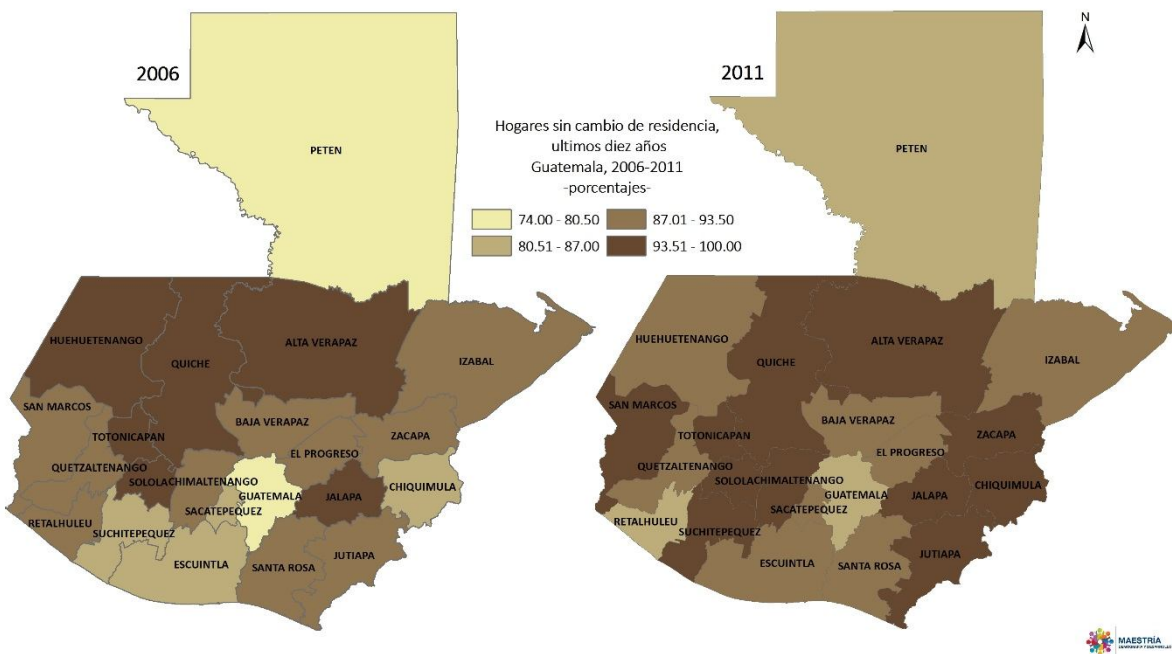 2006
2011
N
Hogares sin cambio de residencia,
ultimos diez años
Guatemala, 2006-2011
-porcentajes-
74.00 - 80.50
87.01 - 93.50
80.51 - 87.00
93.51 - 100.00
PETEN
HUEHUETENANGO
QUICHE
ALTA VERAPAZ
IZABAL
SAN MARCOS
BAJA VERAPAZ
ZACAPA
TOTONICAPAN
EL PROGRESO
QUETZALTENANGO
SOLOLA
CHIMALTENANGO
GUATEMALA
JALAPA
CHIQUIMULA
SACATEPEQUEZ
RETALHULEU
SUCHITEPEQUEZ
JUTIAPA
ESCUINTLA
SANTA ROSA
PETEN
HUEHUETENANGO
QUICHE
ALTA VERAPAZ
IZABAL
SAN MARCOS
BAJA VERAPAZ
ZACAPA
TOTONICAPAN
EL PROGRESO
QUETZALTENANGO
SOLOLA
CHIMALTENANGO
GUATEMALA
JALAPA
CHIQUIMULA
SACATEPEQUEZ
RETALHULEU
SUCHITEPEQUEZ
JUTIAPA
ESCUINTLA
SANTA ROSA
MAESTRÍA